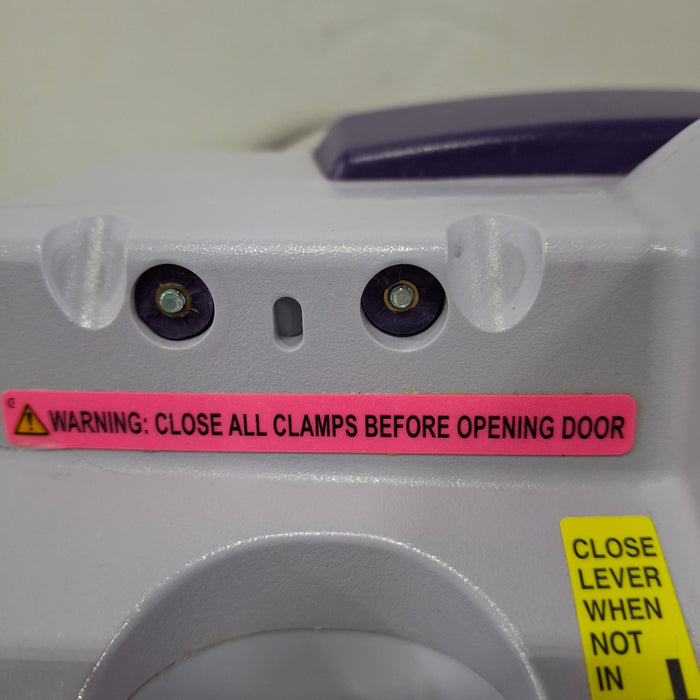 WARNING: CLOSE ALL CLAMPS BEFORE OPENING DOOR
CLOSE
LEVER
WHEN
NOT
IN